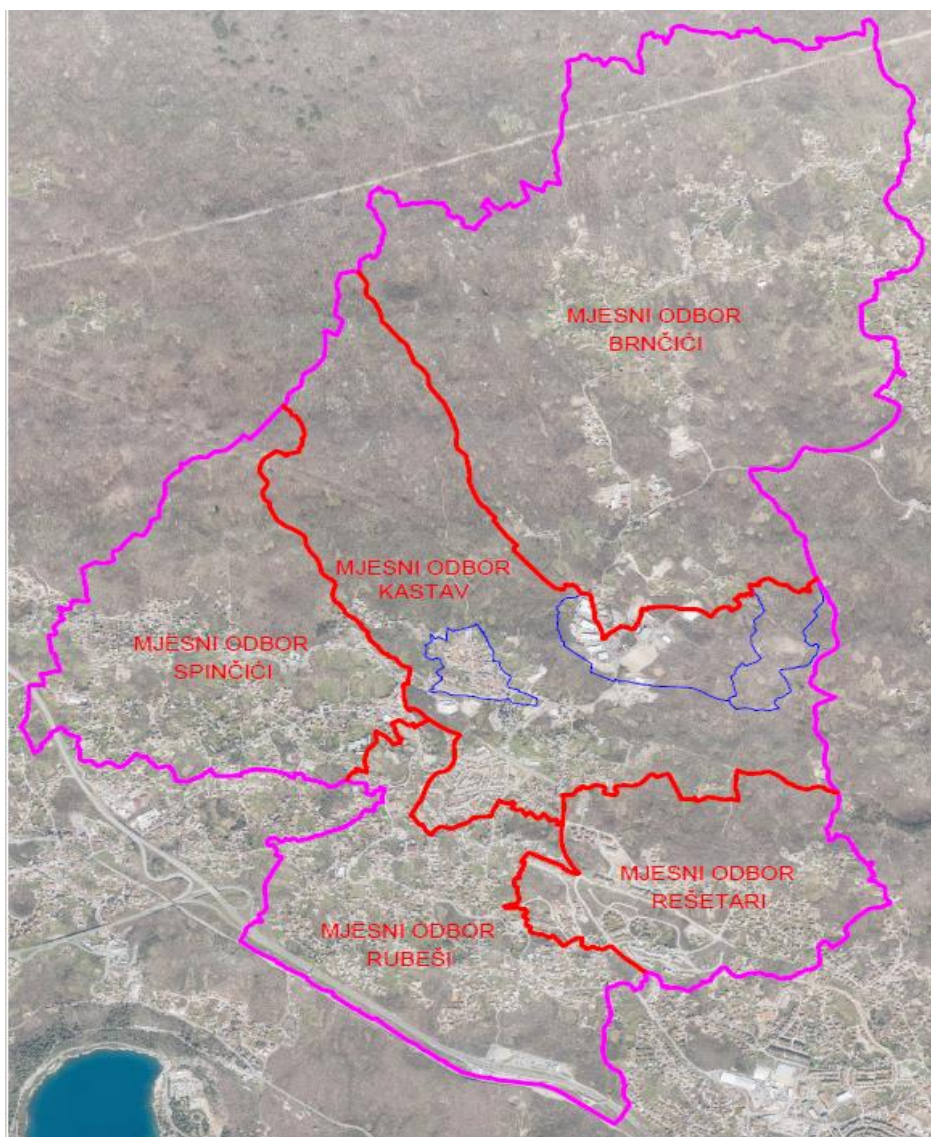 MJESNI ODBOR
BRNČIĆI
MJESNI ODBOR
KASTAV
MJESNI ODBOR
SPINČIĆI
MJESNI ODBOR
REŠETARI
MJESNI ODBOR
RUBEŠI